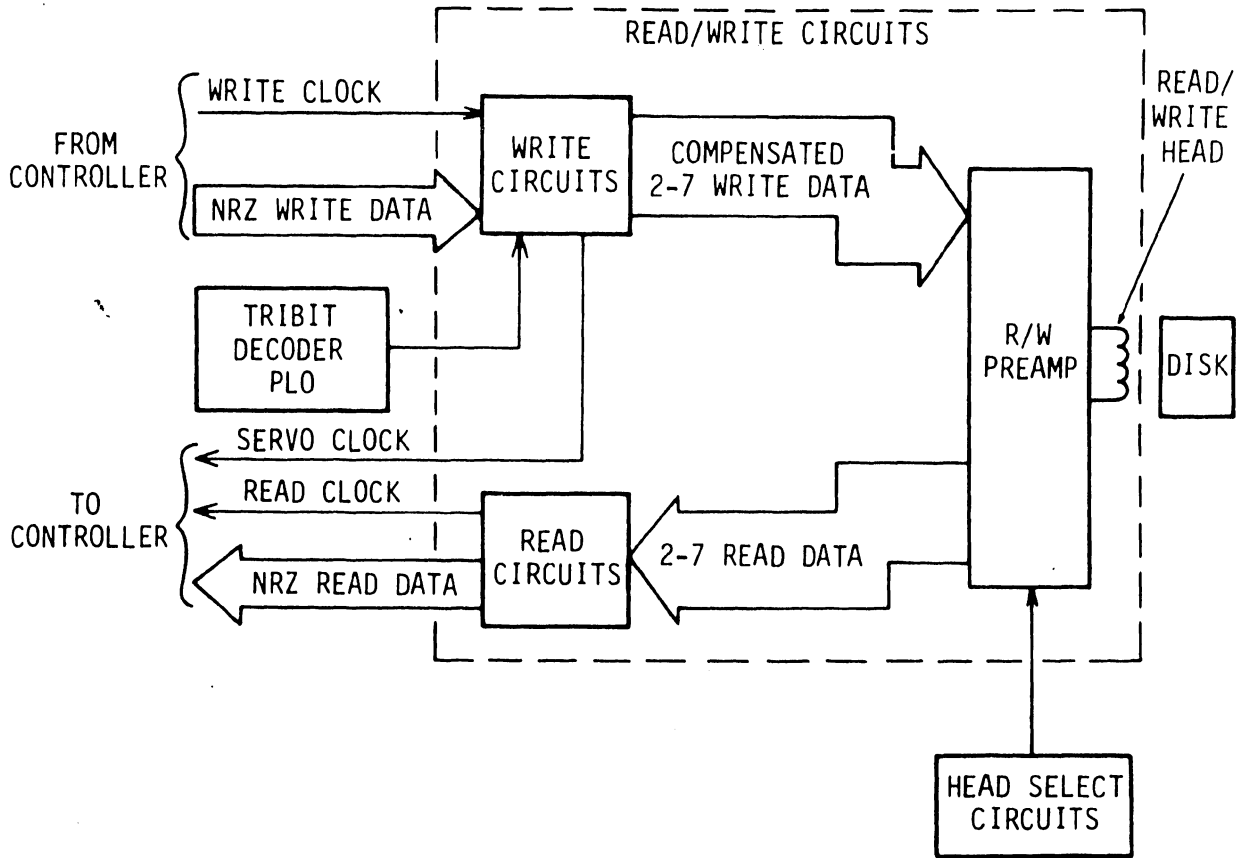 READ/WRITE CIRCUITS
READ/
WRITE
HEAD
WRITE CLOCK
FROM
CONTROLLER
WRITE
CIRCUITS
COMPENSATED
2-7 WRITE DATA
NRZ WRITE DATA
TRIBIT
DECODER
PLO
R/W
PREAMP
DISK
SERVO CLOCK
READ CLOCK
TO
CONTROLLER
READ
CIRCUITS
2-7 READ DATA
NRZ READ DATA
HEAD SELECT
CIRCUITS